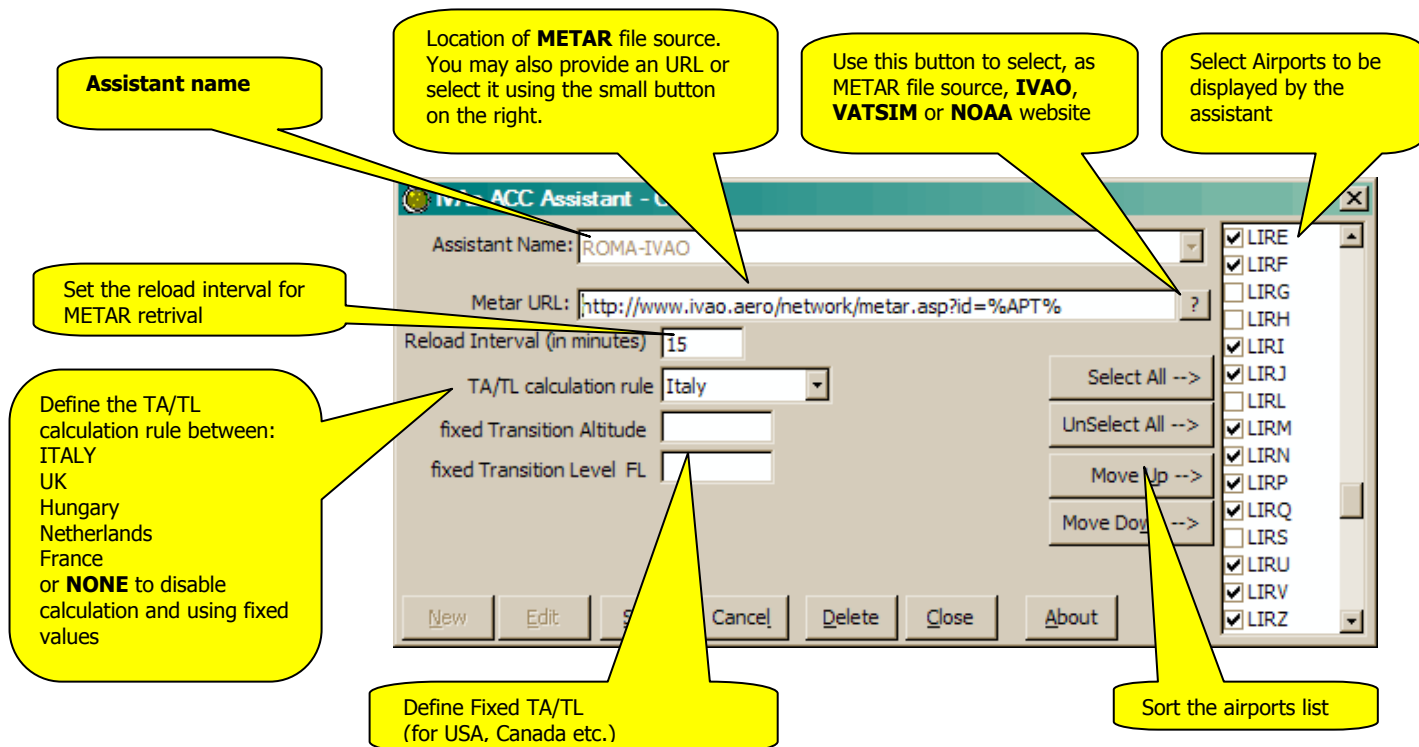 Assistant name
Location of METAR file source.
You may also provide an URL or
select it using the small button
on the right.
Use this button to select, as
METAR file source, IVAO,
VATSIM or NOAA website
Select Airports to be
displayed by the
assistant
ACC Assistant -
Assistant Name: ROMA-IVAO
Metar URL: http://www.ivao.aero/network/metar.asp?id=%APT% ?
Reload Interval (in minutes) 15
TA/TL calculation rule Italy
fixed Transition Altitude
fixed Transition Level FL
Select All -->
UnSelect All -->
Move Up -->
Move Down -->
LIRE
LIRF
LIRG
LIRH
LIRI
LIRJ
LIRL
LIRM
LIRN
LIRP
LIRQ
LIRS
LIRU
LIRV
LIRZ
New Edit Cancel Delete Close About
Set the reload interval for
METAR retrival
Define the TA/TL
calculation rule between:
ITALY
UK
Hungary
Netherlands
France
or NONE to disable
calculation and using fixed
values
Define Fixed TA/TL
(for USA, Canada etc.)
Sort the airports list